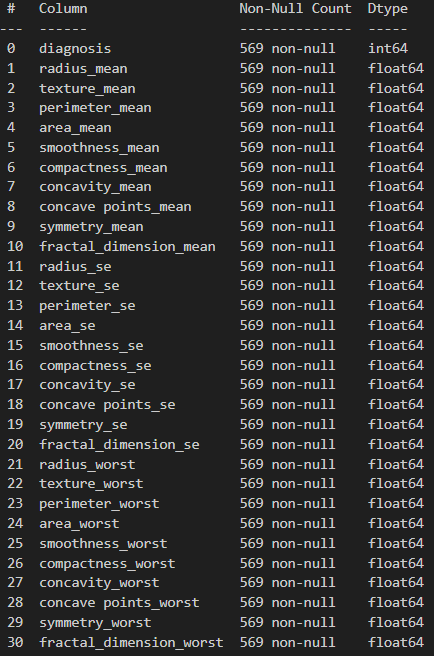 #   Column                   Non-Null Count  Dtype
---  ------                   --------------  -----
0   diagnosis                569 non-null    int64
1   radius_mean              569 non-null    float64
2   texture_mean             569 non-null    float64
3   perimeter_mean           569 non-null    float64
4   area_mean                569 non-null    float64
5   smoothness_mean          569 non-null    float64
6   compactness_mean         569 non-null    float64
7   concavity_mean           569 non-null    float64
8   concave points_mean      569 non-null    float64
9   symmetry_mean            569 non-null    float64
10  fractal_dimension_mean   569 non-null    float64
11  radius_se                569 non-null    float64
12  texture_se               569 non-null    float64
13  perimeter_se             569 non-null    float64
14  area_se                  569 non-null    float64
15  smoothness_se            569 non-null    float64
16  compactness_se           569 non-null    float64
17  concavity_se             569 non-null    float64
18  concave points_se        569 non-null    float64
19  symmetry_se              569 non-null    float64
20  fractal_dimension_se     569 non-null    float64
21  radius_worst             569 non-null    float64
22  texture_worst            569 non-null    float64
23  perimeter_worst          569 non-null    float64
24  area_worst               569 non-null    float64
25  smoothness_worst         569 non-null    float64
26  compactness_worst        569 non-null    float64
27  concavity_worst          569 non-null    float64
28  concave points_worst     569 non-null    float64
29  symmetry_worst           569 non-null    float64
30  fractal_dimension_worst  569 non-null    float64